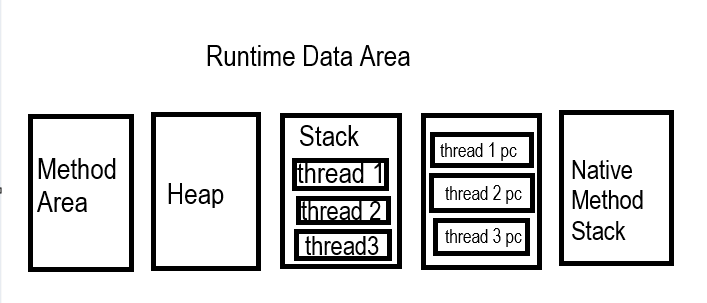 Runtime Data Area
Method
Area
Heap
Stack
thread 1
thread 2
thread3
thread 1 pc
thread 2 pc
thread 3 pc
Native
Method
Stack